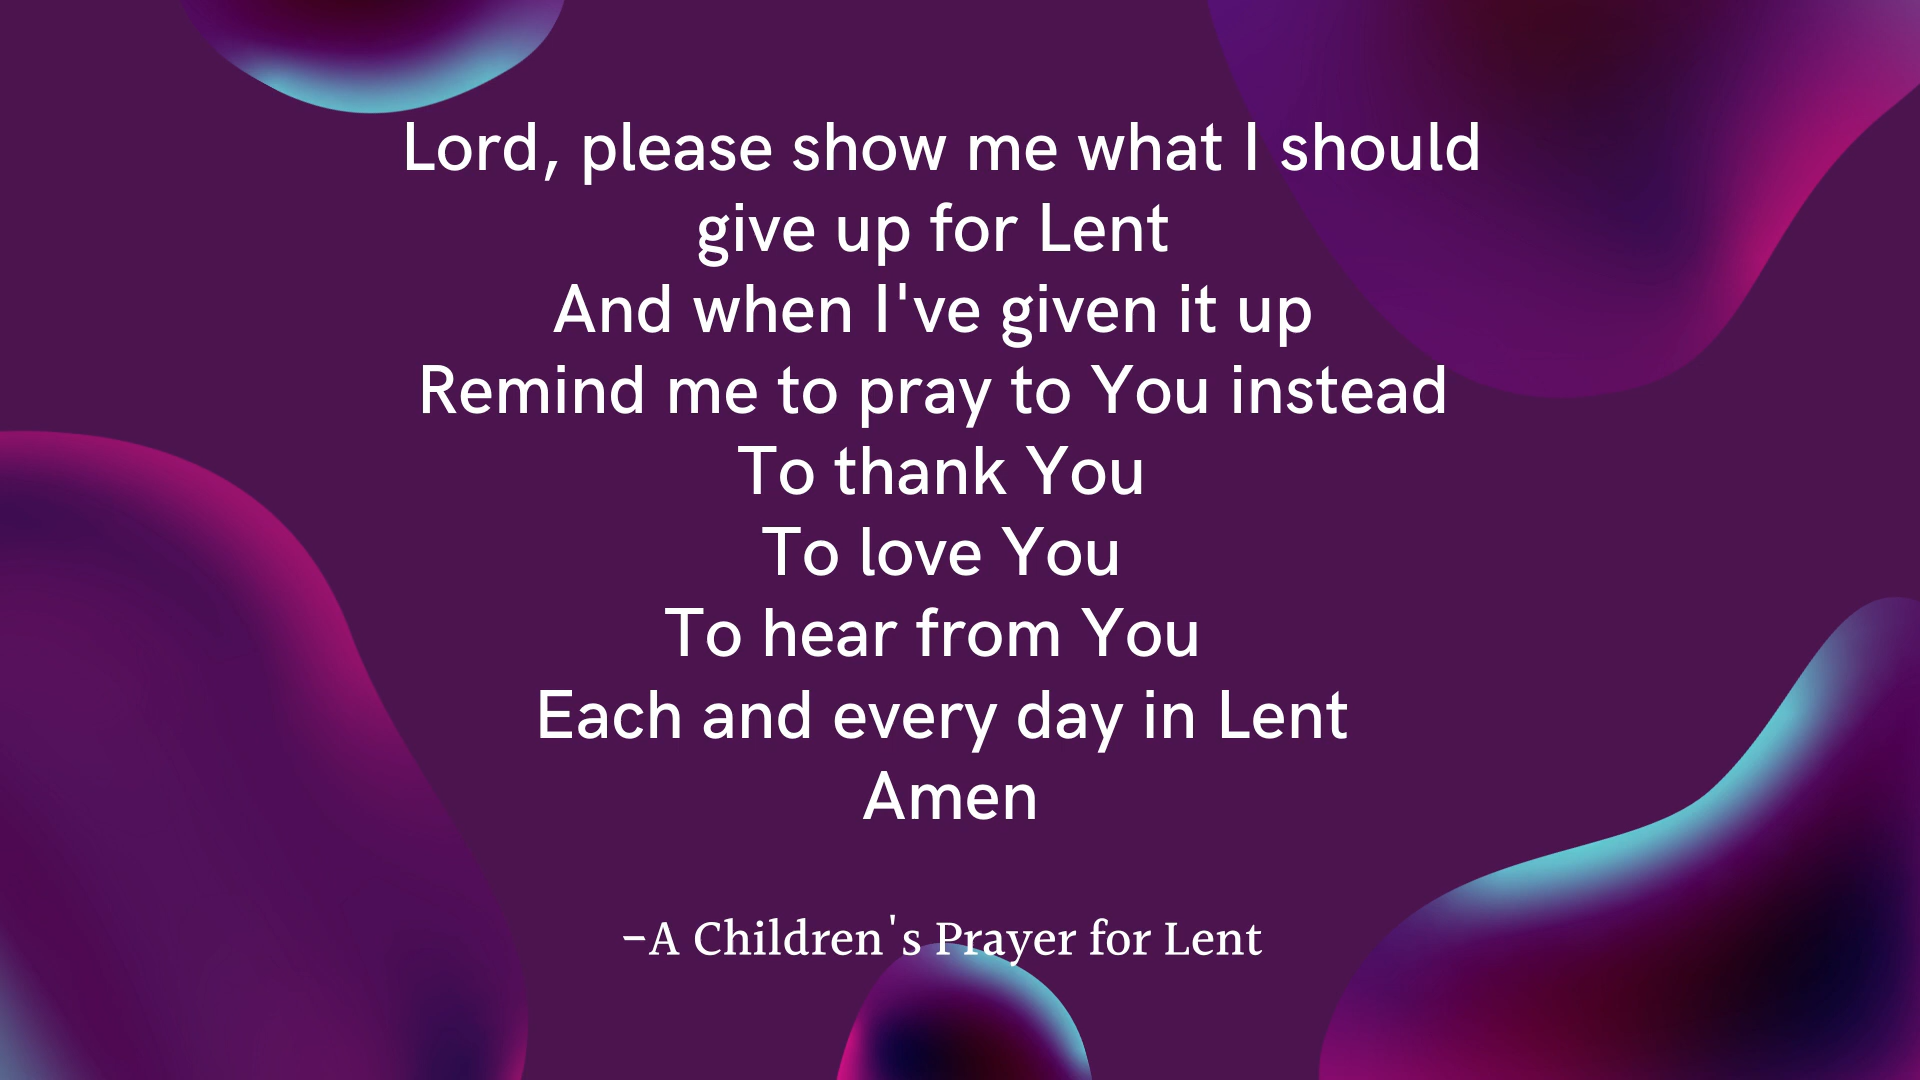 Lord, please show me what I should
give up for Lent
And when I've given it up
Remind me to pray to You instead
To thank You
To love You
To hear from You
Each and every day in Lent
Amen
-A Children's Prayer for Lent